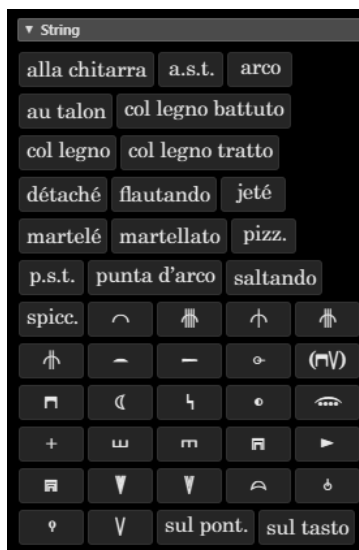 String
alla chitarra a.s.t. arco
au talon col legno battuto
col legno col legno tratto
détaché flautando jeté
martelé martellato pizz.
p.s.t. punta d'arco saltando
spicc.
sul pont. sul tasto